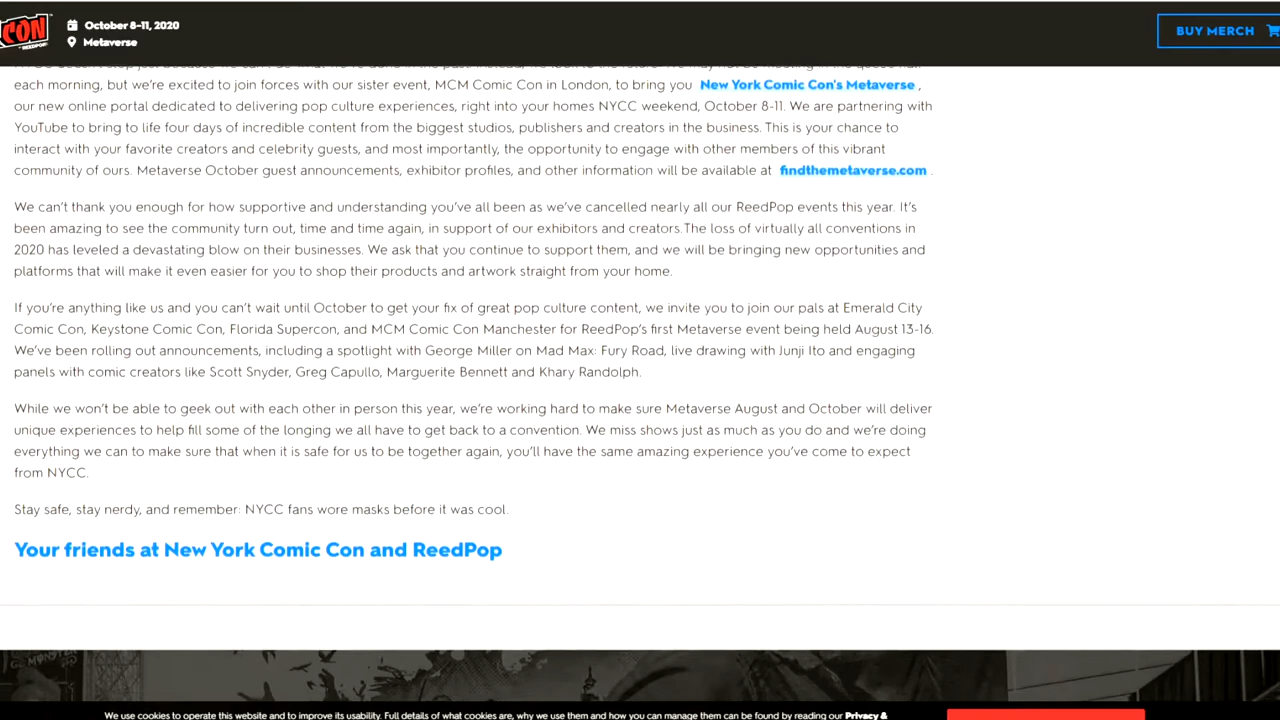 CON
BY REEDPOP
October 8-11, 2020
Metaverse
BUY MERCH
each morning, but we're excited to join forces with our sister event, MCM Comic Con in London, to bring you New York Comic Con's Metaverse ,
our new online portal dedicated to delivering pop culture experiences, right into your homes NYCC weekend, October 8-11. We are partnering with
YouTube to bring to life four days of incredible content from the biggest studios, publishers and creators in the business. This is your chance to
interact with your favorite creators and celebrity guests, and most importantly, the opportunity to engage with other members of this vibrant
community of ours. Metaverse October guest announcements, exhibitor profiles, and other information will be available at findthemetaverse.com .
We can't thank you enough for how supportive and understanding you've all been as we've cancelled nearly all our ReedPop events this year. It's
been amazing to see the community turn out, time and time again, in support of our exhibitors and creators.The loss of virtually all conventions in
2020 has leveled a devastating blow on their businesses. We ask that you continue to support them, and we will be bringing new opportunities and
platforms that will make it even easier for you to shop their products and artwork straight from your home.
If you're anything like us and you can't wait until October to get your fix of great pop culture content, we invite you to join our pals at Emerald City
Comic Con, Keystone Comic Con, Florida Supercon, and MCM Comic Con Manchester for ReedPop's first Metaverse event being held August 13-16.
We've been rolling out announcements, including a spotlight with George Miller on Mad Max: Fury Road, live drawing with Junji Ito and engaging
panels with comic creators like Scott Snyder, Greg Capullo, Marguerite Bennett and Khary Randolph.
While we won't be able to geek out with each other in person this year, we're working hard to make sure Metaverse August and October will deliver
unique experiences to help fill some of the longing we all have to get back to a convention. We miss shows just as much as you do and we're doing
everything we can to make sure that when it is safe for us to be together again, you'll have the same amazing experience you've come to expect
from NYCC.
Stay safe, stay nerdy, and remember: NYCC fans wore masks before it was cool.
Your friends at New York Comic Con and ReedPop
We use cookies to operate this website and to improve its usability. Full details of what cookies are, why we use them and how you can manage them can be found by reading our Privacy &